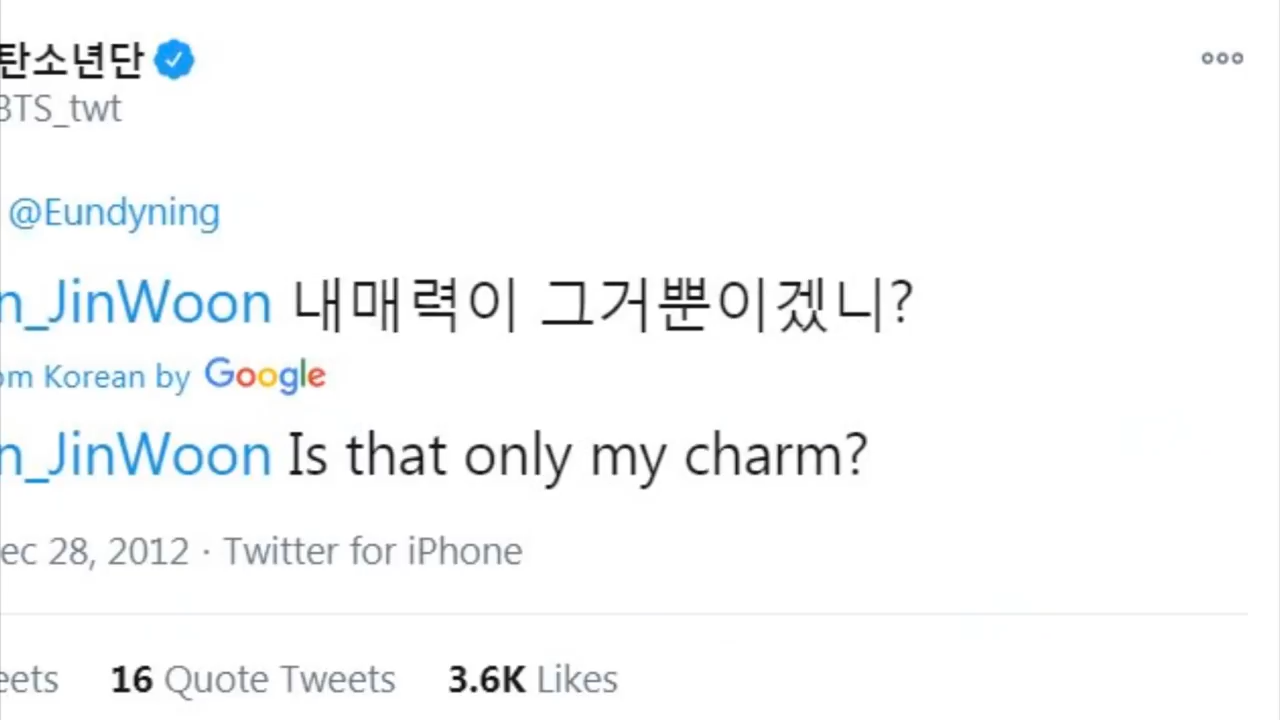 탄소년단
BTS_twt
@Eundyning
n_JinWoon 내매력이 그거뿐이겠니?
om Korean by Google
n_JinWoon Is that only my charm?
ec 28, 2012 · Twitter for iPhone
eets 16 Quote Tweets 3.6K Likes